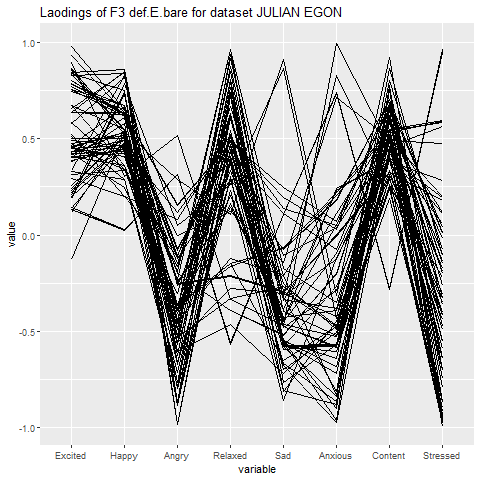 Laodings of F3 def.E.bare for dataset JULIAN EGON
1.0
0.5
0.0
-0.5
-1.0
value
Excited Happy Angry Relaxed Sad Anxious Content Stressed
variable